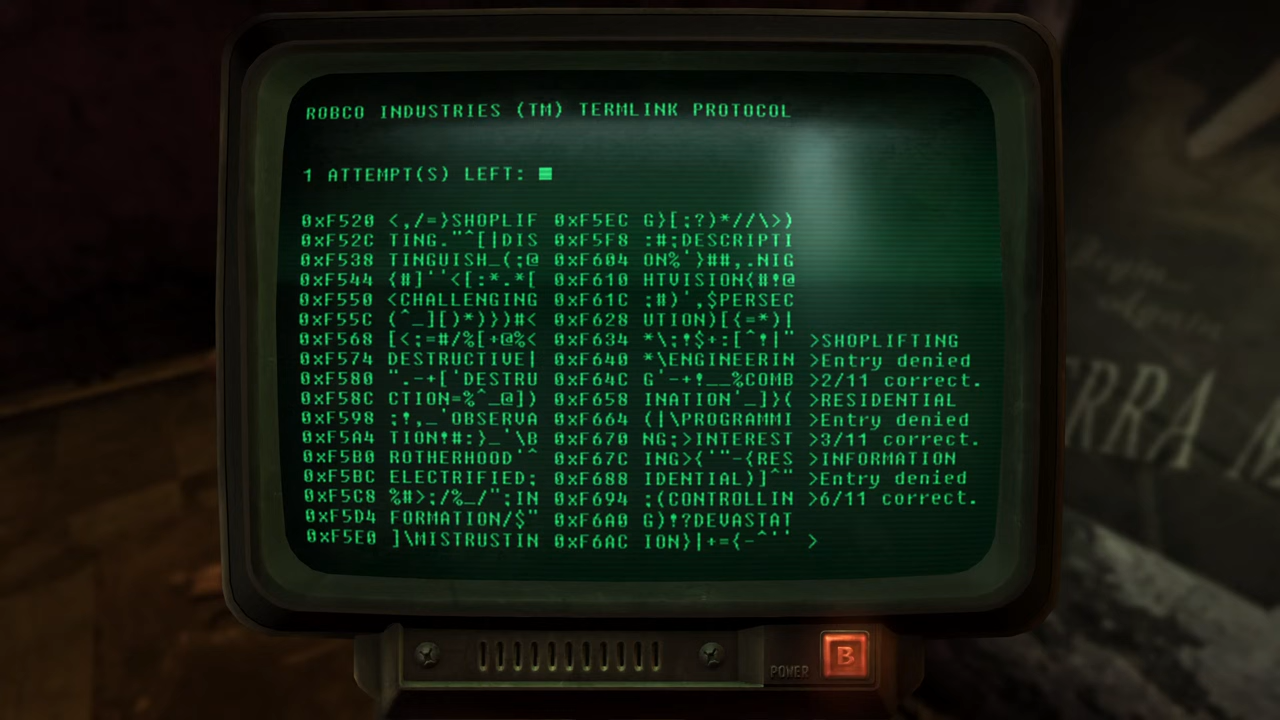 ROBCO INDUSTRIES (TM) TERMLINK PROTOCOL
1 ATTEMPT(S) LEFT:
0xF520 <,/=}SHOPLIF 0xF5EC G}[;?)*//\>)
0xF52C TING."^[|DIS 0xF5F8 :#;DESCRIPTI
0xF538 TINGUISH_(;@ 0xF604 ON%'}##,.NIG
0xF544 {#]''<[:*.*[ 0xF610 HTVISION{#!@
0xF550 <CHALLENGING 0xF61C ;#)',$PERSEC
0xF55C (^_][)*)})#< 0xF628 UTION)[{=*)|
0xF568 [<;=#/%[+@%< 0xF634 *\;!$+:[^!|" >SHOPLIFTING
0xF574 DESTRUCTIVE| 0xF640 *\ENGINEERIN >Entry denied
0xF580 ".-+['DESTRU 0xF64C G'-+!__%COMB >2/11 correct.
0xF58C CTION=%^_@]) 0xF658 INATION'_]}( >RESIDENTIAL
0xF598 ;!,_'OBSERVA 0xF664 (|\PROGRAMMI >Entry denied
0xF5A4 TION!#:}_'\B 0xF670 NG;>INTEREST >3/11 correct.
0xF5B0 ROTHERHOOD'^ 0xF67C ING>{'"-{RES >INFORMATION
0xF5BC ELECTRIFIED; 0xF688 IDENTIAL)]^" >Entry denied
0xF5C8 %#>;/%_/";IN 0xF694 ;(CONTROLLIN >6/11 correct.
0xF5D4 FORMATION/$" 0xF6A0 G)!?DEVASTAT
0xF5E0 ]\MISTRUSTIN 0xF6AC ION}|+={-^'' >
POWER
B